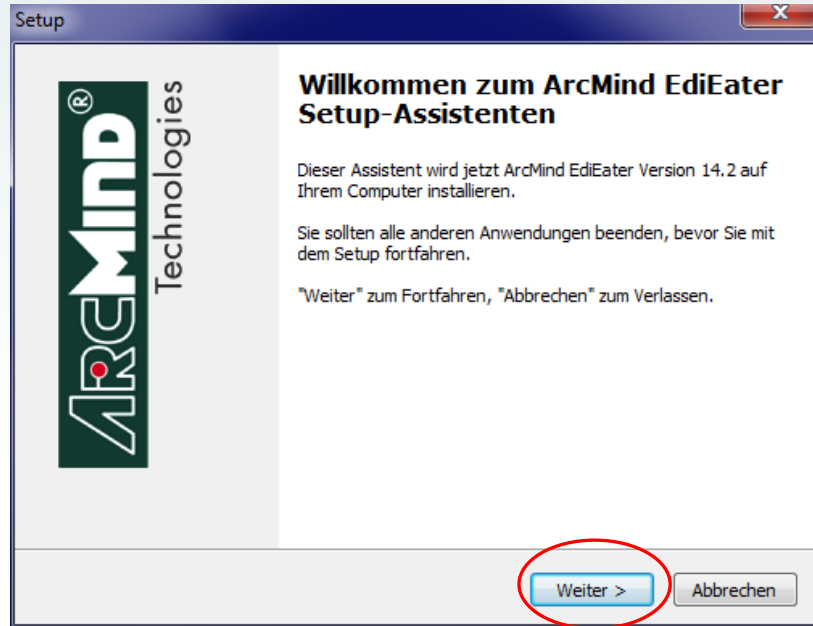 Setup
ARCMIND®
Technologies
Willkommen zum ArcMind EdiEater
Setup-Assistenten
Dieser Assistent wird jetzt ArcMind EdiEater Version 14.2 auf
Ihrem Computer installieren.
Sie sollten alle anderen Anwendungen beenden, bevor Sie mit
dem Setup fortfahren.
"Weiter" zum Fortfahren, "Abbrechen" zum Verlassen.
Weiter >
Abbrechen